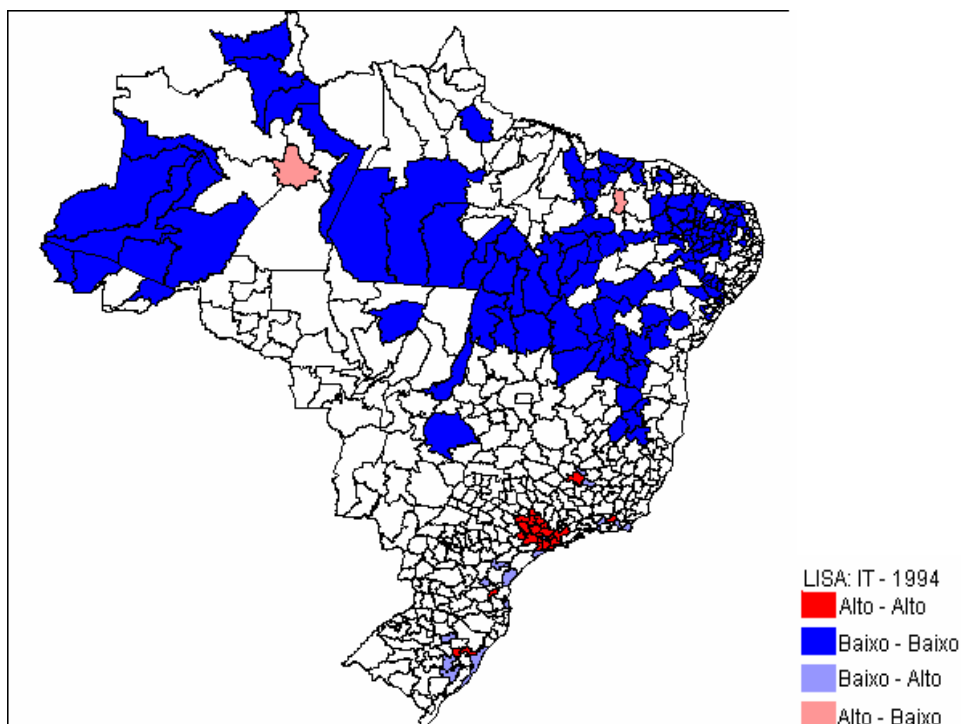 LISA: IT - 1994
Alto - Alto
Baixo - Baixo
Baixo - Alto
Alto - Baixo